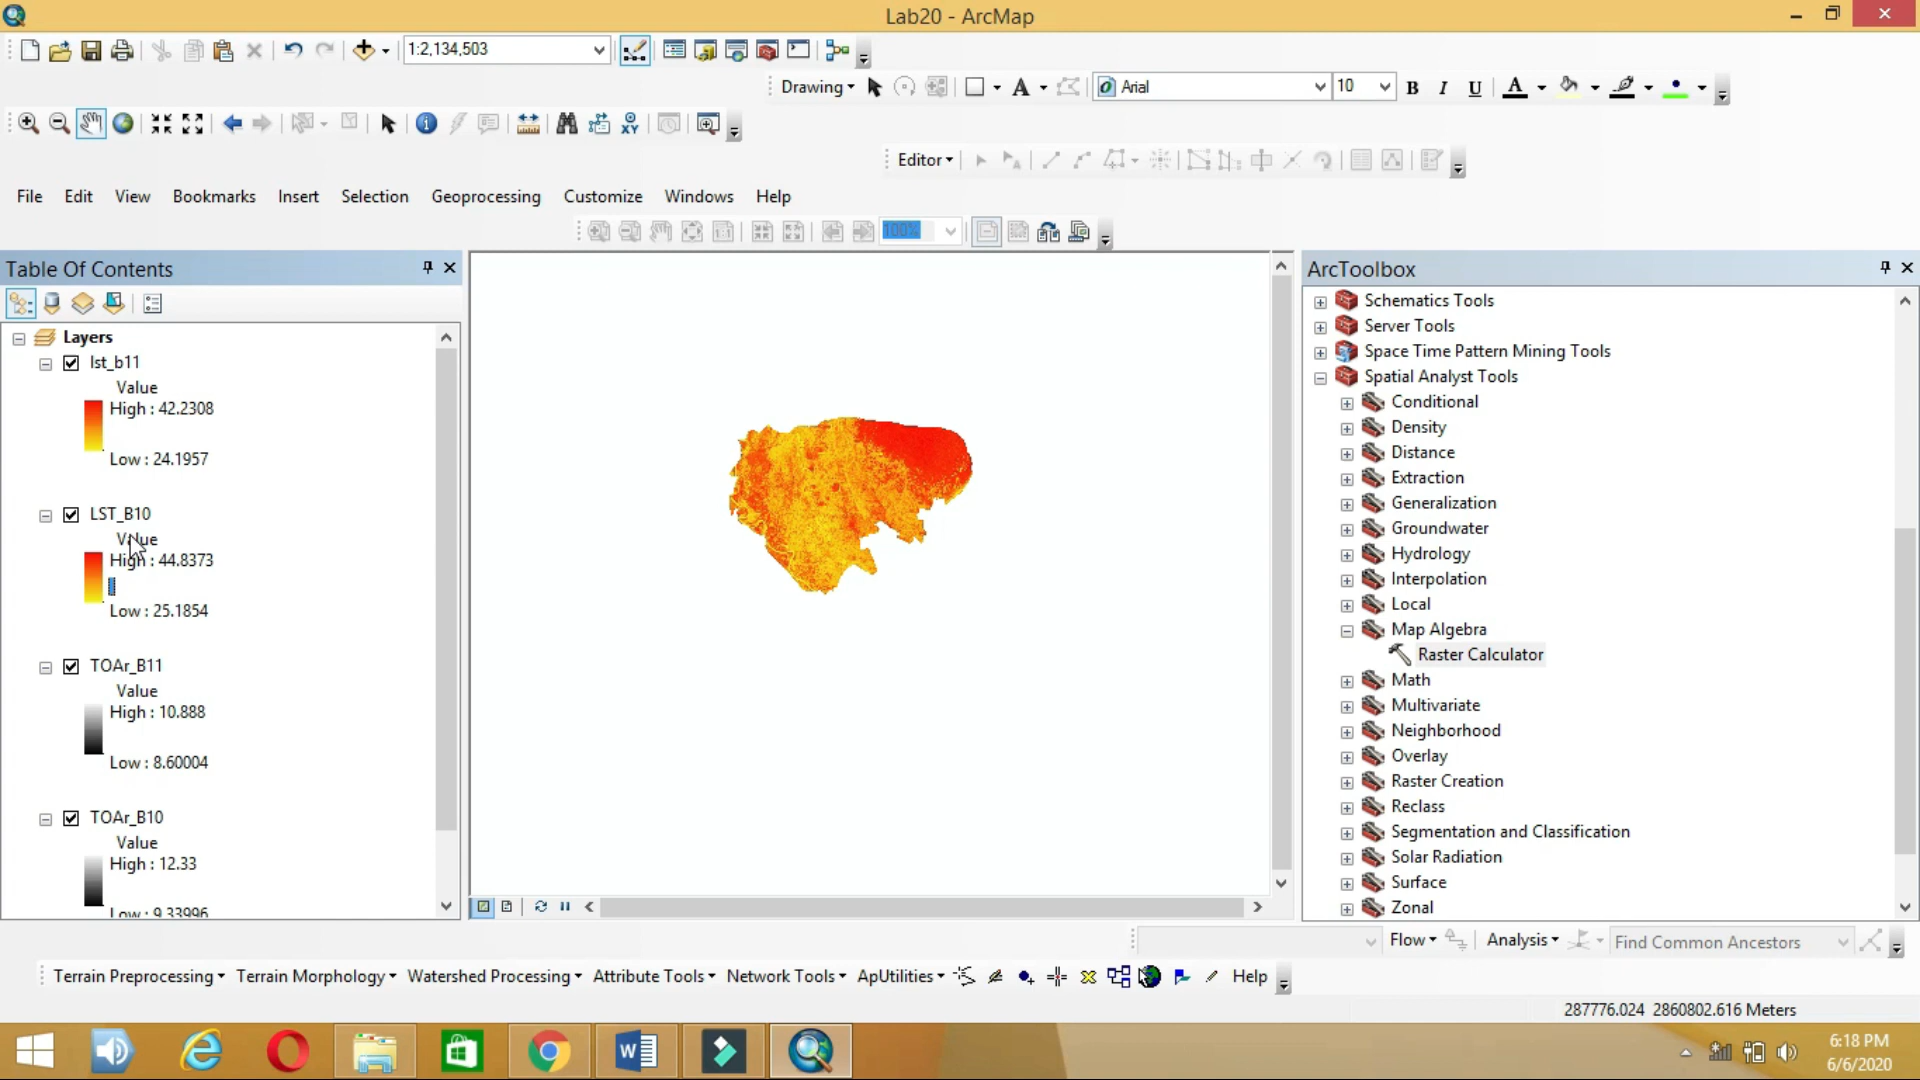 Lab20 - ArcMap
1:2,134,503
Drawing
A
Arial
10
B I U A
XY
Editor
File Edit View Bookmarks Insert Selection Geoprocessing Customize Windows Help
100%
Table Of Contents
Layers
lst_b11
Value
High : 42.2308
Low : 24.1957
LST_B10
Value
High : 44.8373
Low : 25.1854
TOAr_B11
Value
High : 10.888
Low : 8.60004
TOAr_B10
Value
High : 12.33
Low : 9.33996
ArcToolbox
Schematics Tools
Server Tools
Space Time Pattern Mining Tools
Spatial Analyst Tools
Conditional
Density
Distance
Extraction
Generalization
Groundwater
Hydrology
Interpolation
Local
Map Algebra
Raster Calculator
Math
Multivariate
Neighborhood
Overlay
Raster Creation
Reclass
Segmentation and Classification
Solar Radiation
Surface
Zonal
Flow Analysis Find Common Ancestors
Terrain Preprocessing Terrain Morphology Watershed Processing Attribute Tools Network Tools ApUtilities Help
287776.024 2860802.616 Meters
6:18 PM
6/6/2020